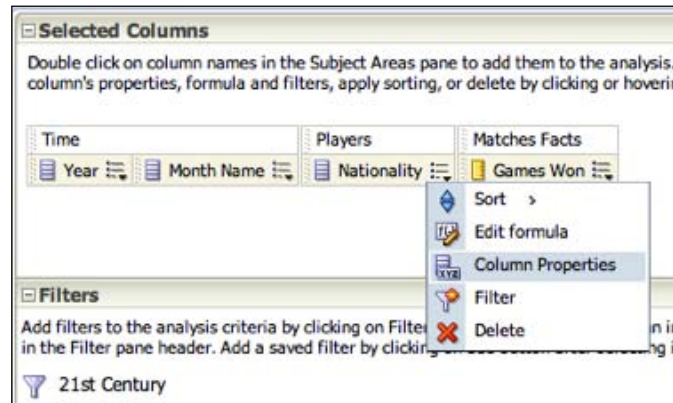 Selected Columns
Double click on column names in the Subject Areas pane to add them to the analysis.
column's properties, formula and filters, apply sorting, or delete by clicking or hoveri
Time Players Matches Facts
Year Month Name Nationality Games Won
Sort >
Edit formula
Column Properties
Filters
Filter
Add filters to the analysis criteria by clicking on Filter
Delete
in the Filter pane header. Add a saved filter by clicking
21st Century